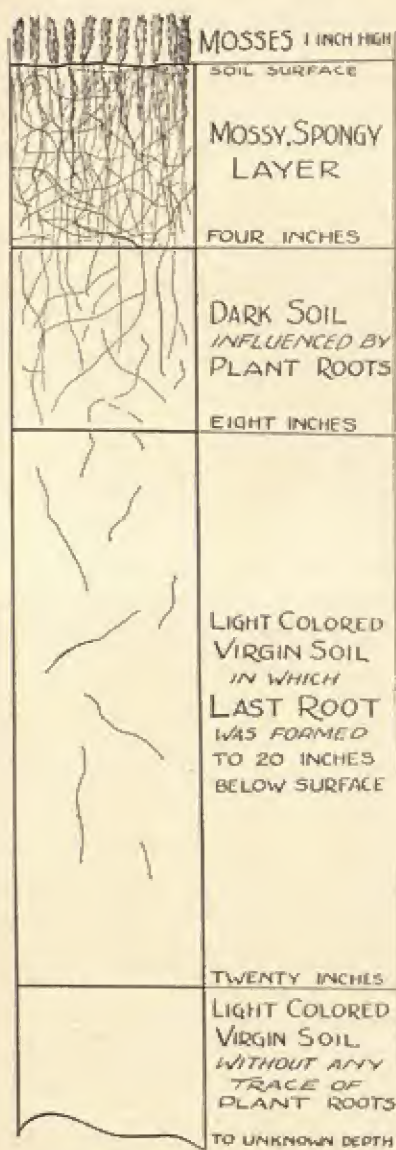 MOSSES 1 INCH HIGH
SOIL SURFACE
MOSSY, SPONGY
LAYER
FOUR INCHES
DARK SOIL
INFLUENCED BY
PLANT ROOTS
EIGHT INCHES
LIGHT COLORED
VIRGIN SOIL
IN WHICH
LAST ROOT
WAS FORMED
TO 20 INCHES
BELOW SURFACE
TWENTY INCHES
LIGHT COLORED
VIRGIN SOIL
WITHOUT ANY
TRACE OF
PLANT ROOTS
TO UNKNOWN DEPTH